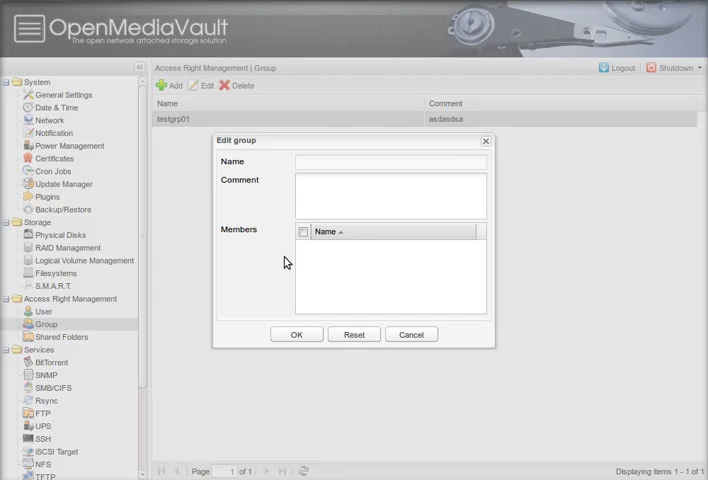 OpenMediaVault
The open network attached storage solution
Access Right Management | Group
Logout
Shutdown
System
General Settings
Date & Time
Network
Notification
Power Management
Certificates
Cron Jobs
Update Manager
Plugins
Backup/Restore
Storage
Physical Disks
RAID Management
Logical Volume Management
Filesystems
S.M.A.R.T.
Access Right Management
User
Group
Shared Folders
Services
BitTorrent
SNMP
SMB/CIFS
Rsync
FTP
UPS
SSH
iSCSI Target
NFS
TFTP
Add Edit Delete
Name Comment
testgrp01 asdasdsa
Edit group
Name
Comment
Members
Name
OK Reset Cancel
Page 1 of 1
Displaying items 1 - 1 of 1